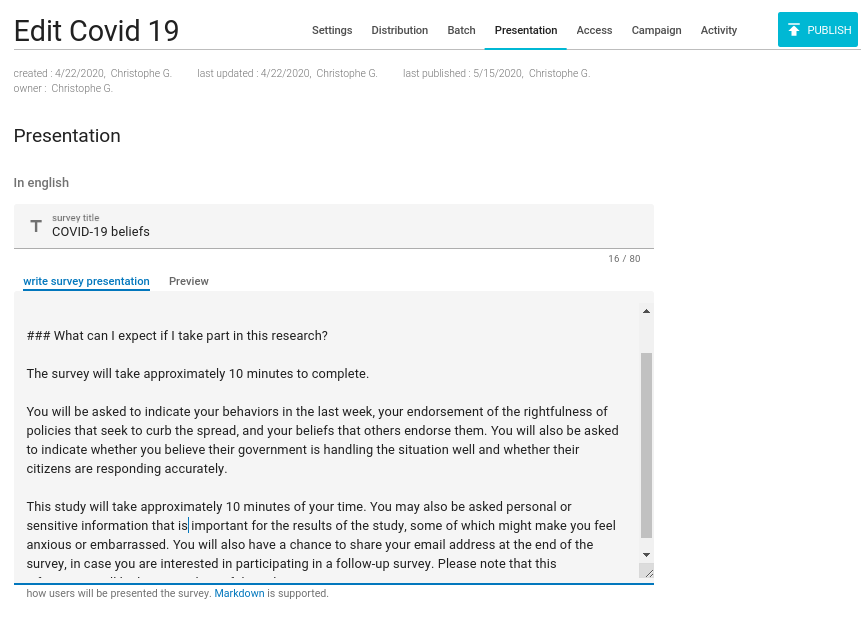 Edit Covid 19
Settings Distribution Batch Presentation Access Campaign Activity PUBLISH
created : 4/22/2020, Christophe G. last updated : 4/22/2020, Christophe G. last published : 5/15/2020, Christophe G.
owner : Christophe G.
Presentation
In english
survey title
COVID-19 beliefs
16 / 80
write survey presentation Preview
### What can I expect if I take part in this research?
The survey will take approximately 10 minutes to complete.
You will be asked to indicate your behaviors in the last week, your endorsement of the rightfulness of
policies that seek to curb the spread, and your beliefs that others endorse them. You will also be asked
to indicate whether you believe their government is handling the situation well and whether their
citizens are responding accurately.
This study will take approximately 10 minutes of your time. You may also be asked personal or
sensitive information that is important for the results of the study, some of which might make you feel
anxious or embarrassed. You will also have a chance to share your email address at the end of the
survey, in case you are interested in participating in a follow-up survey. Please note that this
how users will be presented the survey. Markdown is supported.